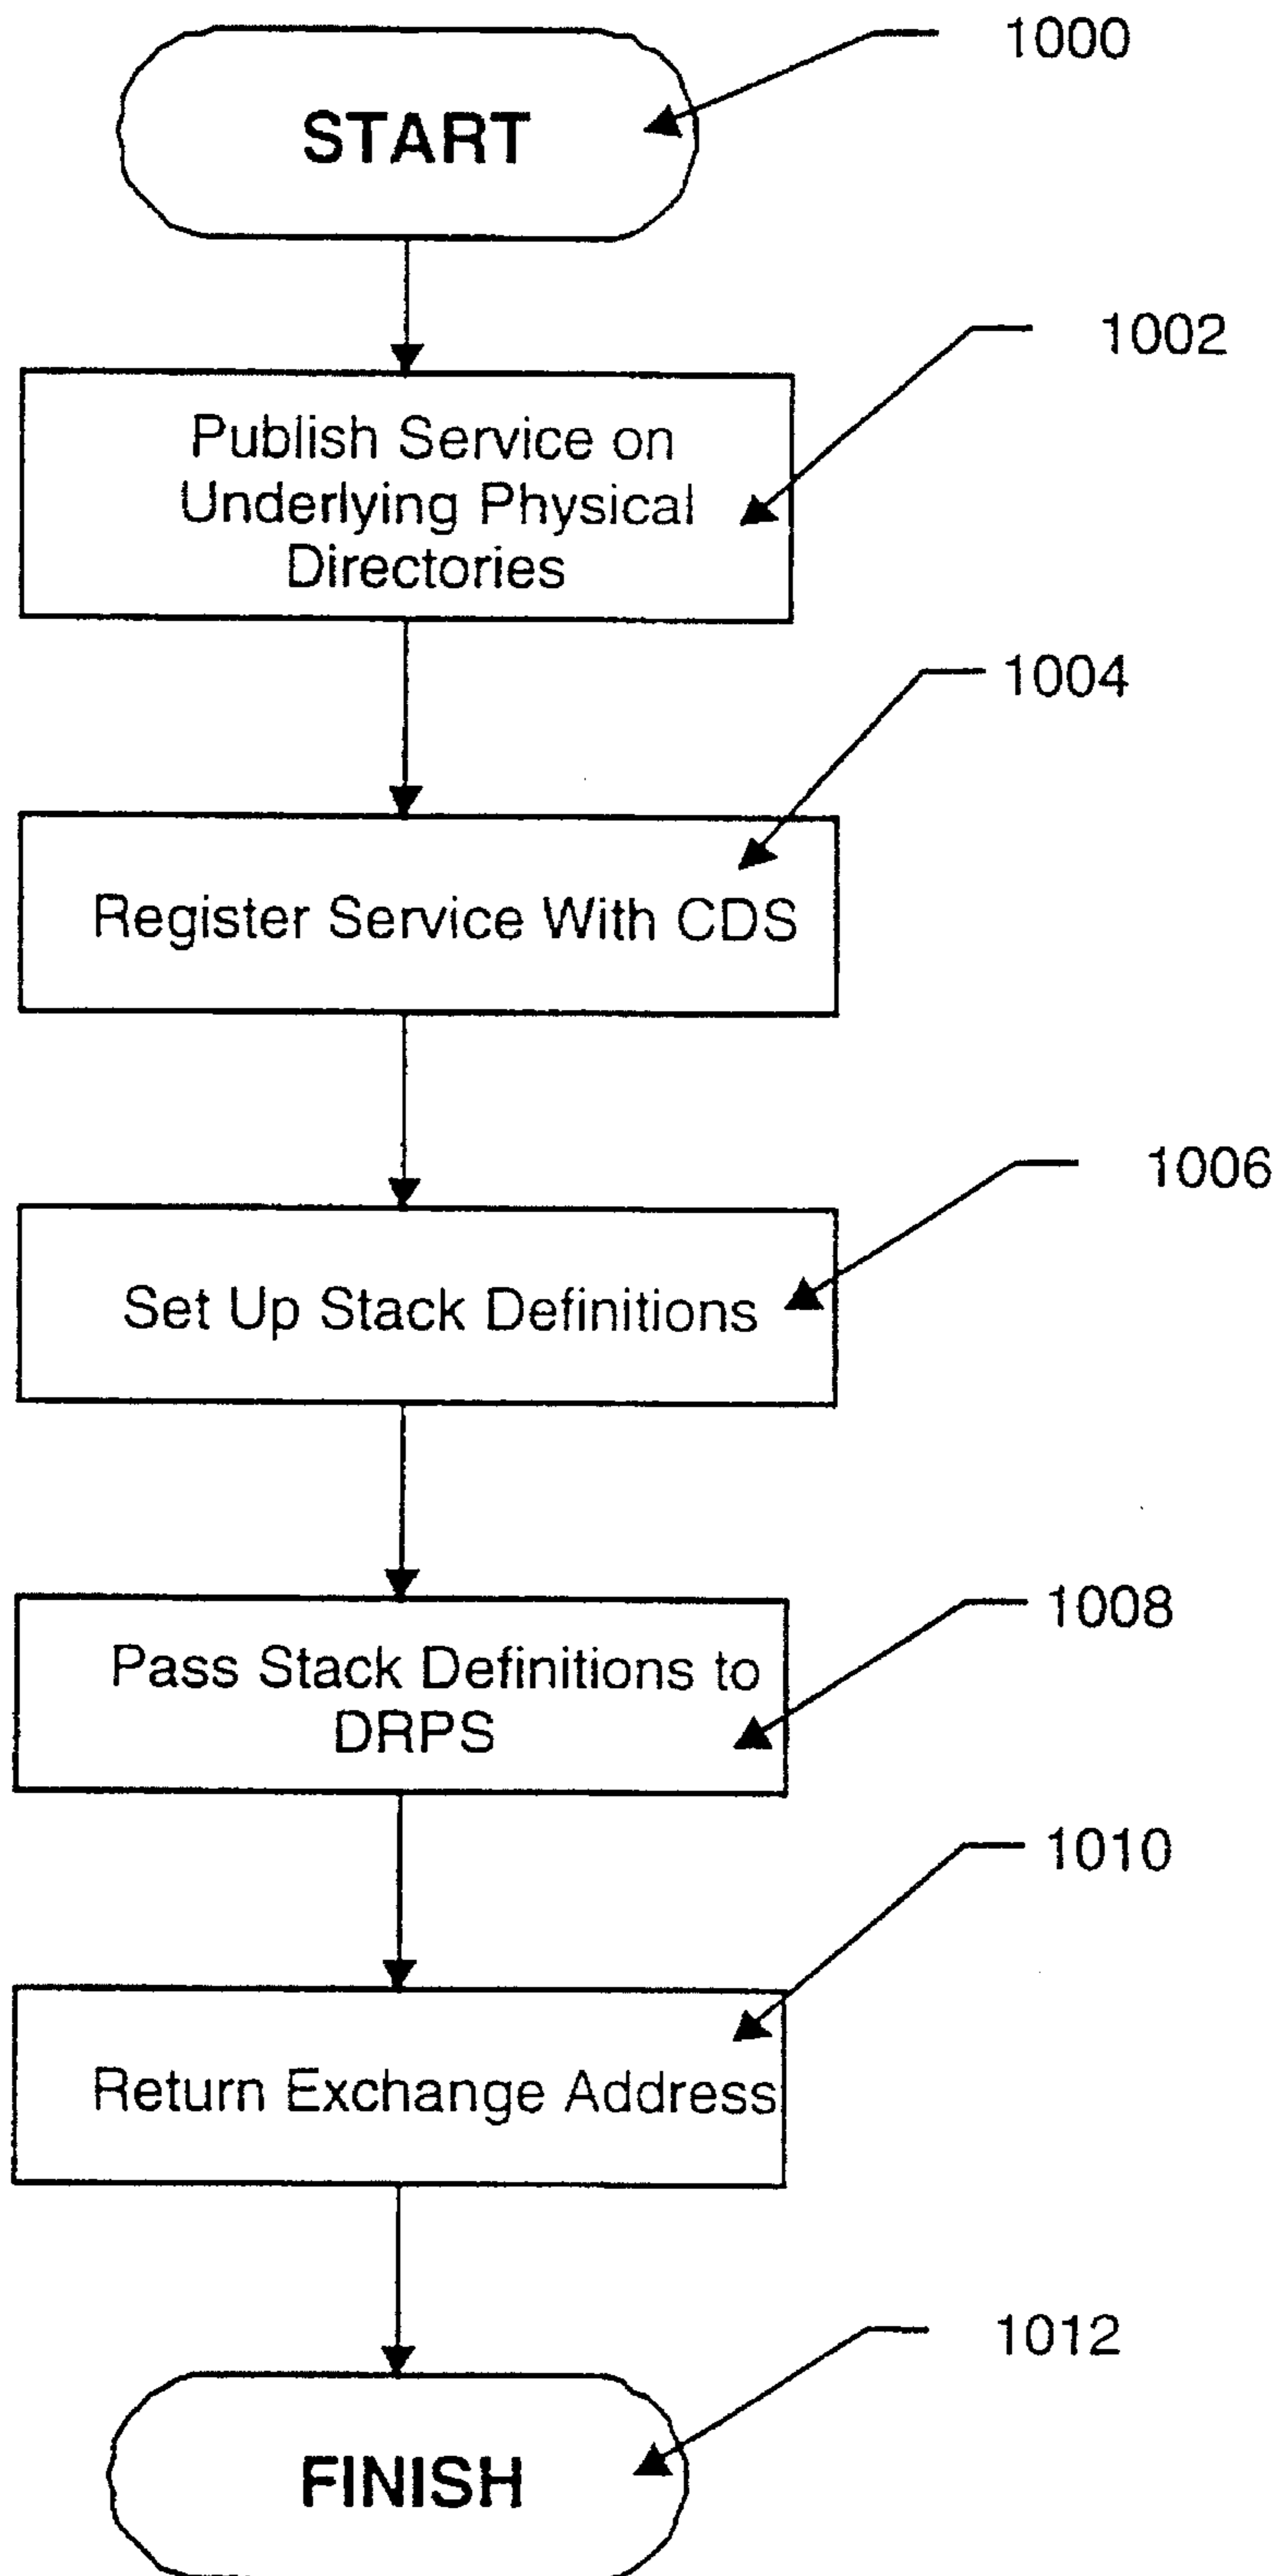 1000
START
1002
Publish Service on
Underlying Physical
Directories
1004
Register Service With CDS
1006
Set Up Stack Definitions
1008
Pass Stack Definitions to
DRPS
1010
Return Exchange Address
1012
FINISH